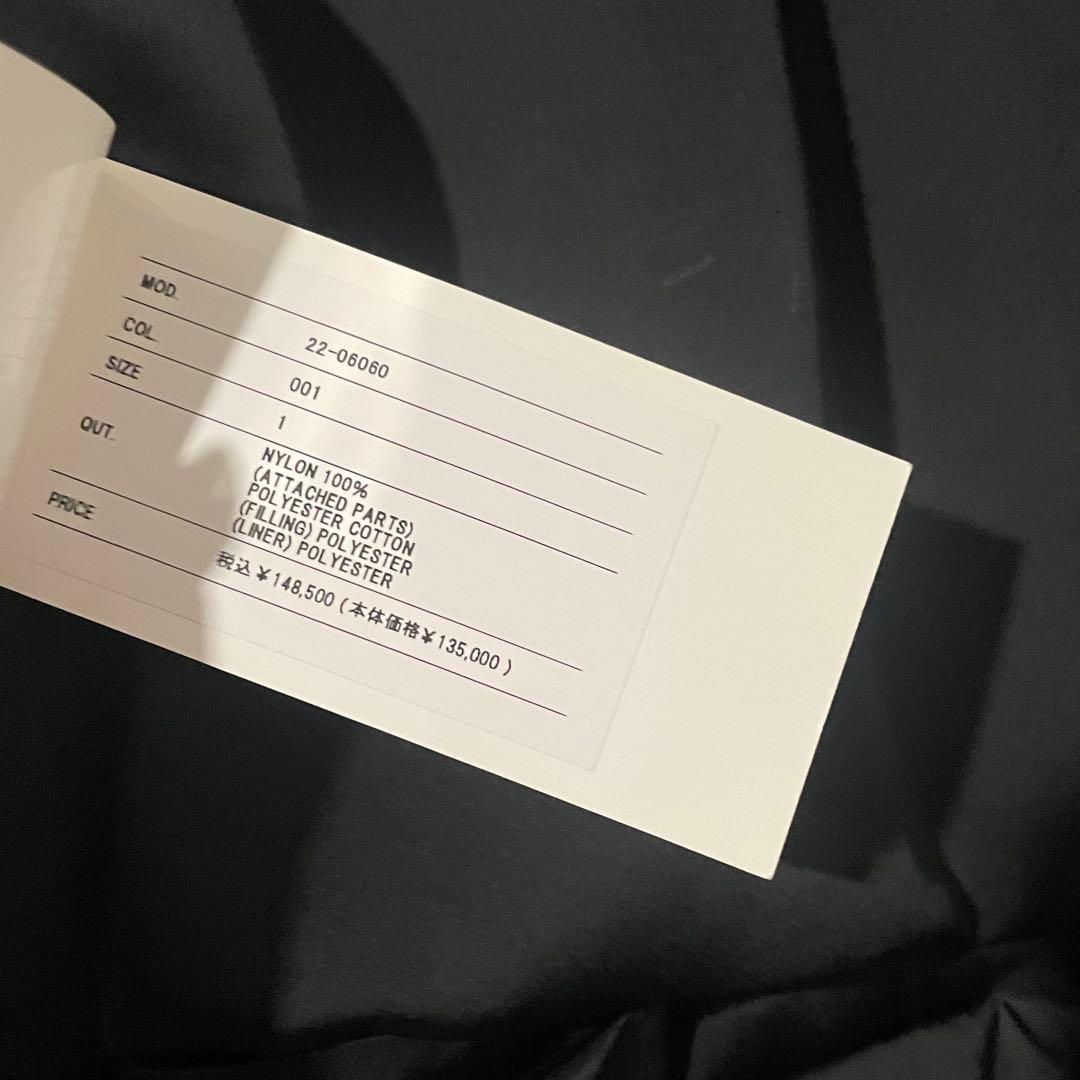 MOD. 22-06060
COL. 001
SIZE 1
QUT. NYLON 100%
(ATTACHED PARTS)
POLYESTER COTTON
(FILLING) POLYESTER
(LINER) POLYESTER
PRICE 税込¥148,500(本体価格¥135,000)